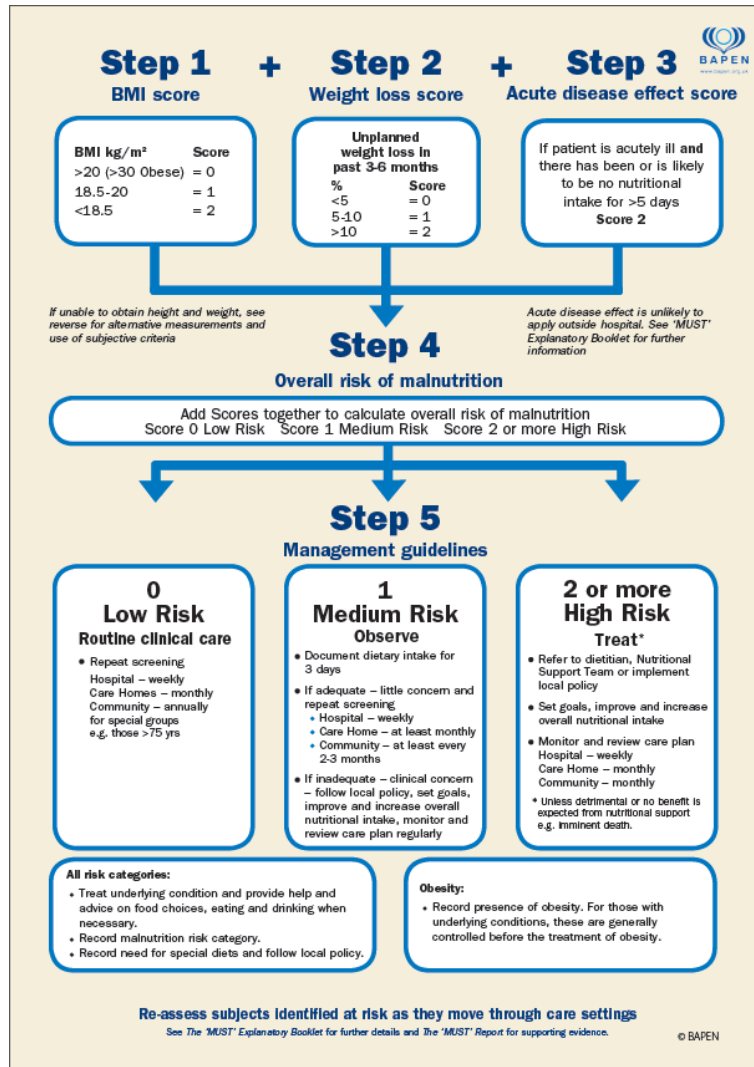 BAPEN
www.bapen.org.uk
Step 1 + Step 2 + Step 3
BMI score
Weight loss score
Acute disease effect score
BMI kg/m² Score
>20 (>30 Obese) = 0
18.5-20 = 1
<18.5 = 2
Unplanned
weight loss in
past 3-6 months
% Score
<5 = 0
5-10 = 1
>10 = 2
If patient is acutely ill and
there has been or is likely
to be no nutritional
intake for >5 days
Score 2
If unable to obtain height and weight, see
reverse for alternative measurements and
use of subjective criteria
Acute disease effect is unlikely to
apply outside hospital. See 'MUST'
Explanatory Booklet for further
information
Step 4
Overall risk of malnutrition
Add Scores together to calculate overall risk of malnutrition
Score 0 Low Risk Score 1 Medium Risk Score 2 or more High Risk
Step 5
Management guidelines
0
Low Risk
Routine clinical care
• Repeat screening
Hospital – weekly
Care Homes – monthly
Community – annually
for special groups
e.g. those >75 yrs
1
Medium Risk
Observe
• Document dietary intake for
3 days
• If adequate – little concern and
repeat screening
• Hospital – weekly
• Care Home – at least monthly
• Community – at least every
2-3 months
• If inadequate – clinical concern
– follow local policy, set goals,
improve and increase overall
nutritional intake, monitor and
review care plan regularly
2 or more
High Risk
Treat*
• Refer to dietitian, Nutritional
Support Team or implement
local policy
• Set goals, improve and increase
overall nutritional intake
• Monitor and review care plan
Hospital – weekly
Care Home – monthly
Community – monthly
* Unless detrimental or no benefit is
expected from nutritional support
e.g. imminent death.
All risk categories:
• Treat underlying condition and provide help and
advice on food choices, eating and drinking when
necessary.
• Record malnutrition risk category.
• Record need for special diets and follow local policy.
Obesity:
• Record presence of obesity. For those with
underlying conditions, these are generally
controlled before the treatment of obesity.
Re-assess subjects identified at risk as they move through care settings
See The 'MUST' Explanatory Booklet for further details and The 'MUST' Report for supporting evidence.
© BAPEN